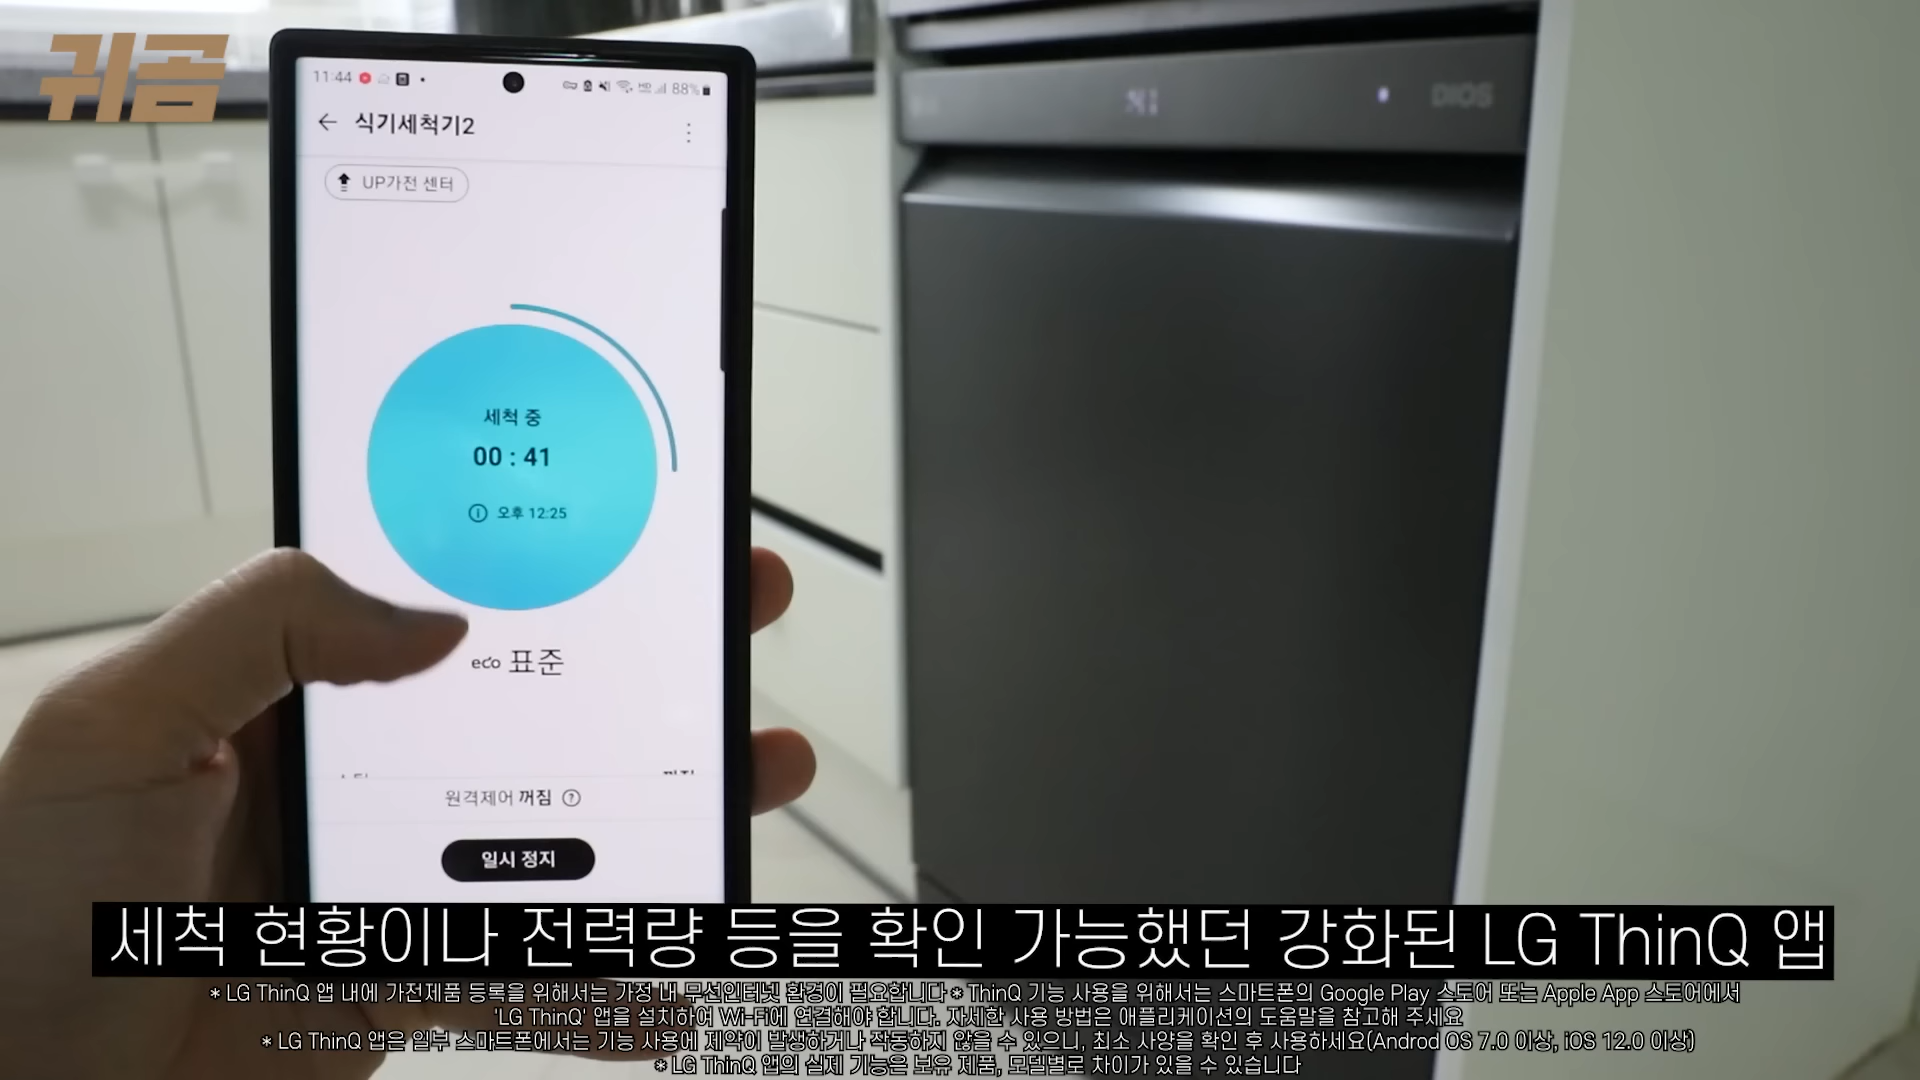 귀곰
11:44
HD
88%
식기세척기2
UP가전 센터
세척 중
00 : 41
오후 12:25
eco 표준
원격제어 꺼짐
일시 정지
DIOS
세척 현황이나 전력량 등을 확인 가능했던 강화된 LG ThinQ 앱
* LG ThinQ 앱 내에 가전제품 등록을 위해서는 가정 내 무선인터넷 환경이 필요합니다 * ThinQ 기능 사용을 위해서는 스마트폰의 Google Play 스토어 또는 Apple App 스토어에서
'LG ThinQ' 앱을 설치하여 Wi-Fi에 연결해야 합니다. 자세한 사용 방법은 애플리케이션의 도움말을 참고해 주세요
* LG ThinQ 앱은 일부 스마트폰에서는 기능 사용에 제약이 발생하거나 작동하지 않을 수 있으니, 최소 사양을 확인 후 사용하세요(Androd OS 7.0 이상, iOS 12.0 이상)
* LG ThinQ 앱의 실제 기능은 보유 제품, 모델별로 차이가 있을 수 있습니다